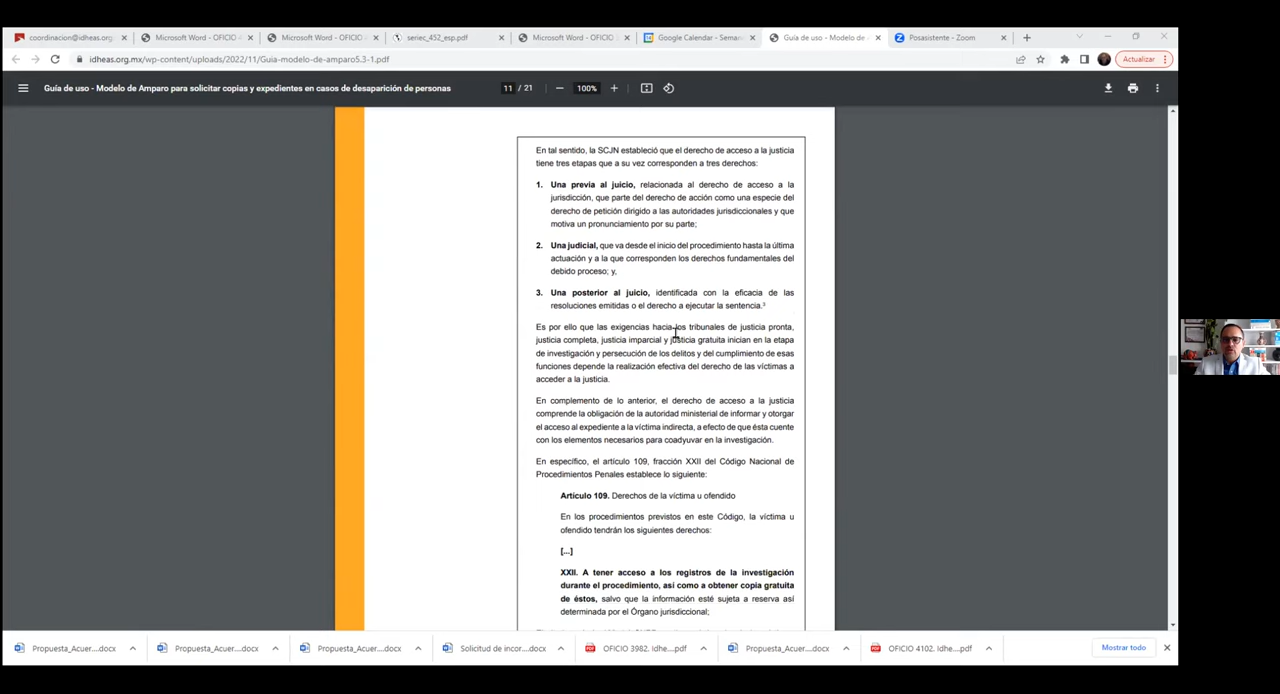 coordinacion@idheas.org
Microsoft Word - OFICIO 4
Microsoft Word - OFICIO
seriec_452_esp.pdf
Microsoft Word - OFICIO
Google Calendar - Seman
Guía de uso - Modelo de
Posasistente - Zoom
idheas.org.mx/wp-content/uploads/2022/11/Guia-modelo-de-amparo5.3-1.pdf
Actualizar
Guía de uso - Modelo de Amparo para solicitar copias y expedientes en casos de desaparición de personas
11 / 21
100%
En tal sentido, la SCJN estableció que el derecho de acceso a la justicia
tiene tres etapas que a su vez corresponden a tres derechos:
1. Una previa al juicio, relacionada al derecho de acceso a la
jurisdicción, que parte del derecho de acción como una especie del
derecho de petición dirigido a las autoridades jurisdiccionales y que
motiva un pronunciamiento por su parte;
2. Una judicial, que va desde el inicio del procedimiento hasta la última
actuación y a la que corresponden los derechos fundamentales del
debido proceso; y,
3. Una posterior al juicio, identificada con la eficacia de las
resoluciones emitidas o el derecho a ejecutar la sentencia.³
Es por ello que las exigencias hacia los tribunales de justicia pronta,
justicia completa, justicia imparcial y justicia gratuita inician en la etapa
de investigación y persecución de los delitos y del cumplimiento de esas
funciones depende la realización efectiva del derecho de las víctimas a
acceder a la justicia.
En complemento de lo anterior, el derecho de acceso a la justicia
comprende la obligación de la autoridad ministerial de informar y otorgar
el acceso al expediente a la víctima indirecta, a efecto de que ésta cuente
con los elementos necesarios para coadyuvar en la investigación.
En específico, el artículo 109, fracción XXII del Código Nacional de
Procedimientos Penales establece lo siguiente:
Artículo 109. Derechos de la víctima u ofendido
En los procedimientos previstos en este Código, la víctima u
ofendido tendrán los siguientes derechos:
[...]
XXII. A tener acceso a los registros de la investigación
durante el procedimiento, así como a obtener copia gratuita
de éstos, salvo que la información esté sujeta a reserva así
determinada por el Órgano jurisdiccional;
Propuesta_Acuer....docx
Propuesta_Acuer....docx
Propuesta_Acuer....docx
Solicitud de incor....docx
OFICIO 3982. Idhe....pdf
Propuesta_Acuer....docx
OFICIO 4102. Idhe....pdf
Mostrar todo